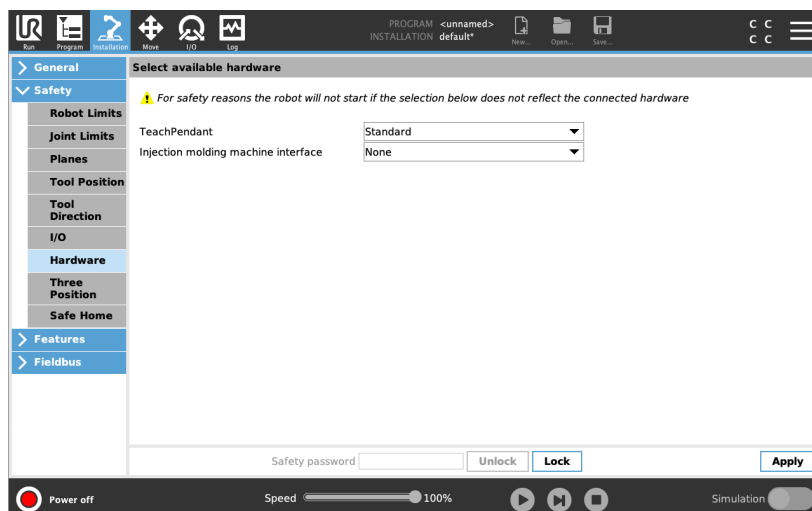 UR
PROGRAM <unnamed>
INSTALLATION default*
Run Program Installation Move I/O Log New... Open... Save...
C C
C C
General
Safety
Robot Limits
Joint Limits
Planes
Tool Position
Tool
Direction
I/O
Hardware
Three
Position
Safe Home
Features
Fieldbus
Select available hardware
For safety reasons the robot will not start if the selection below does not reflect the connected hardware
TeachPendant Standard
Injection molding machine interface None
Safety password Unlock Lock Apply
Power off Speed 100% Simulation